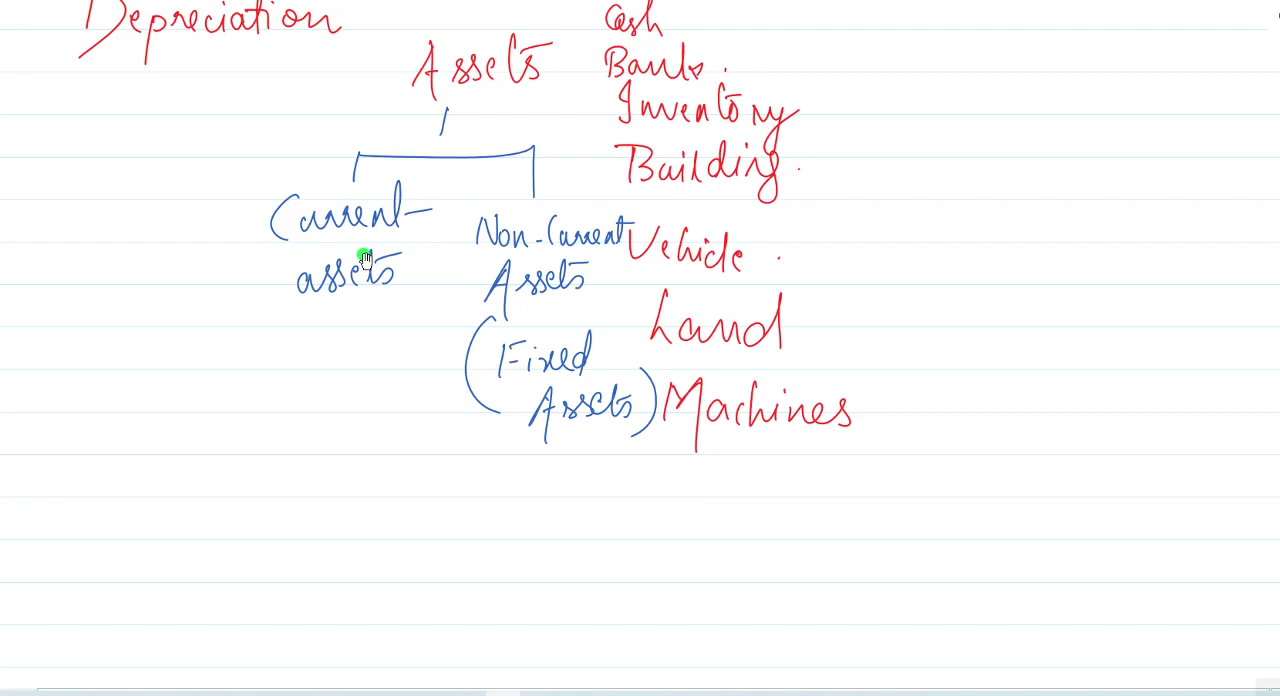 Depreciation
Assets
Cash
Bank.
Inventory
Building.
Vehicle.
Land
Machines
Current
assets
Non-Current
Assets
(Fixed
Assets)